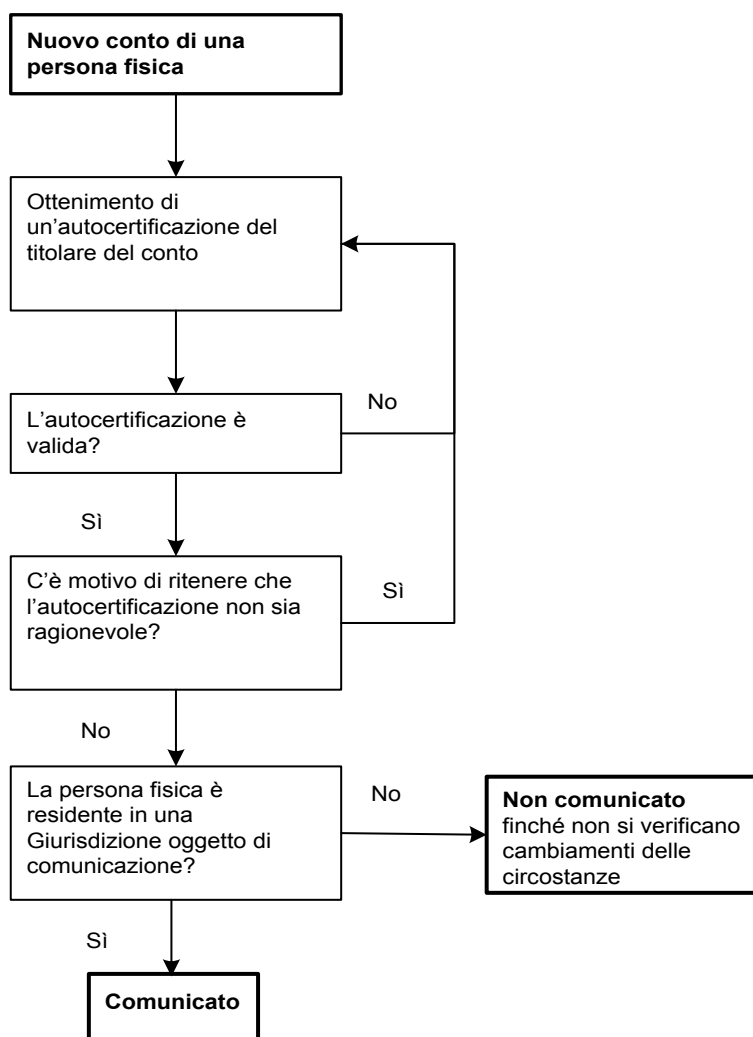 Nuovo conto di una
persona fisica
Ottenimento di
un’autocertificazione del
titolare del conto
L’autocertificazione è
valida?
No
Sì
C’è motivo di ritenere che
l’autocertificazione non sia
ragionevole?
Sì
No
La persona fisica è
residente in una
Giurisdizione oggetto di
comunicazione?
No
Non comunicato
finché non si verificano
cambiamenti delle
circostanze
Sì
Comunicato